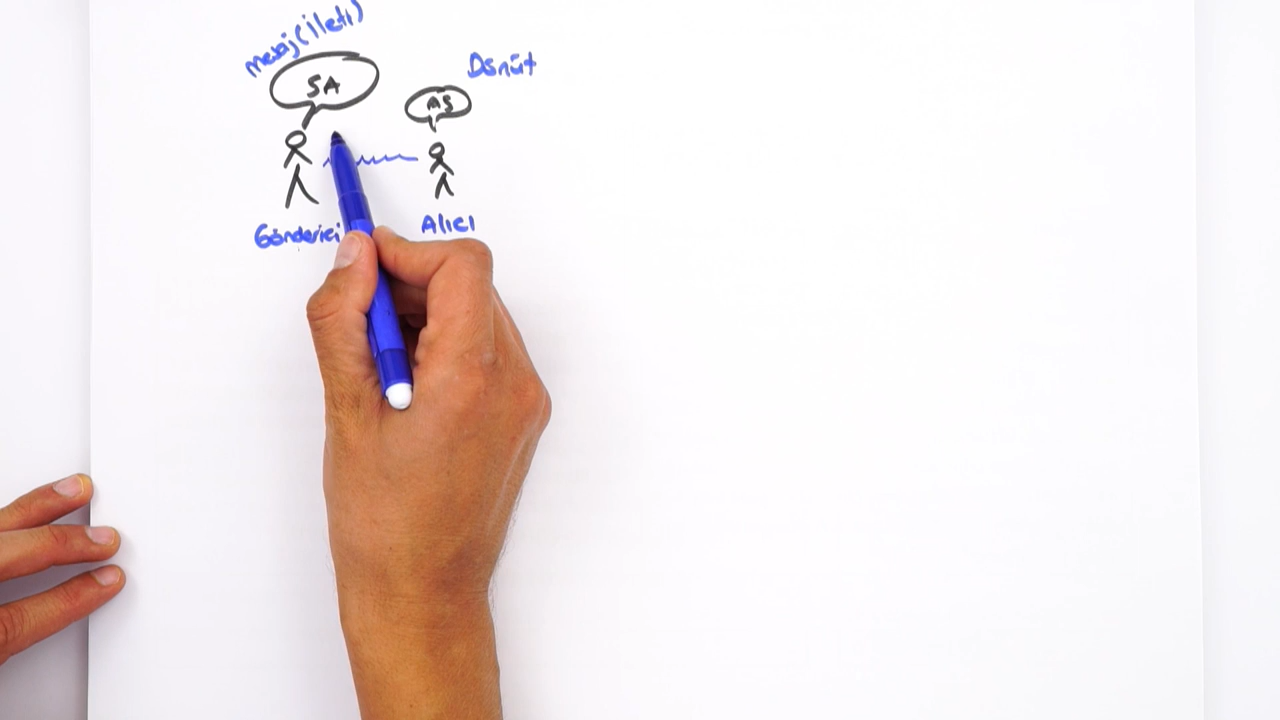 mesaj (ileti)
SA
Dönüt
AS
Gönderici
Alıcı